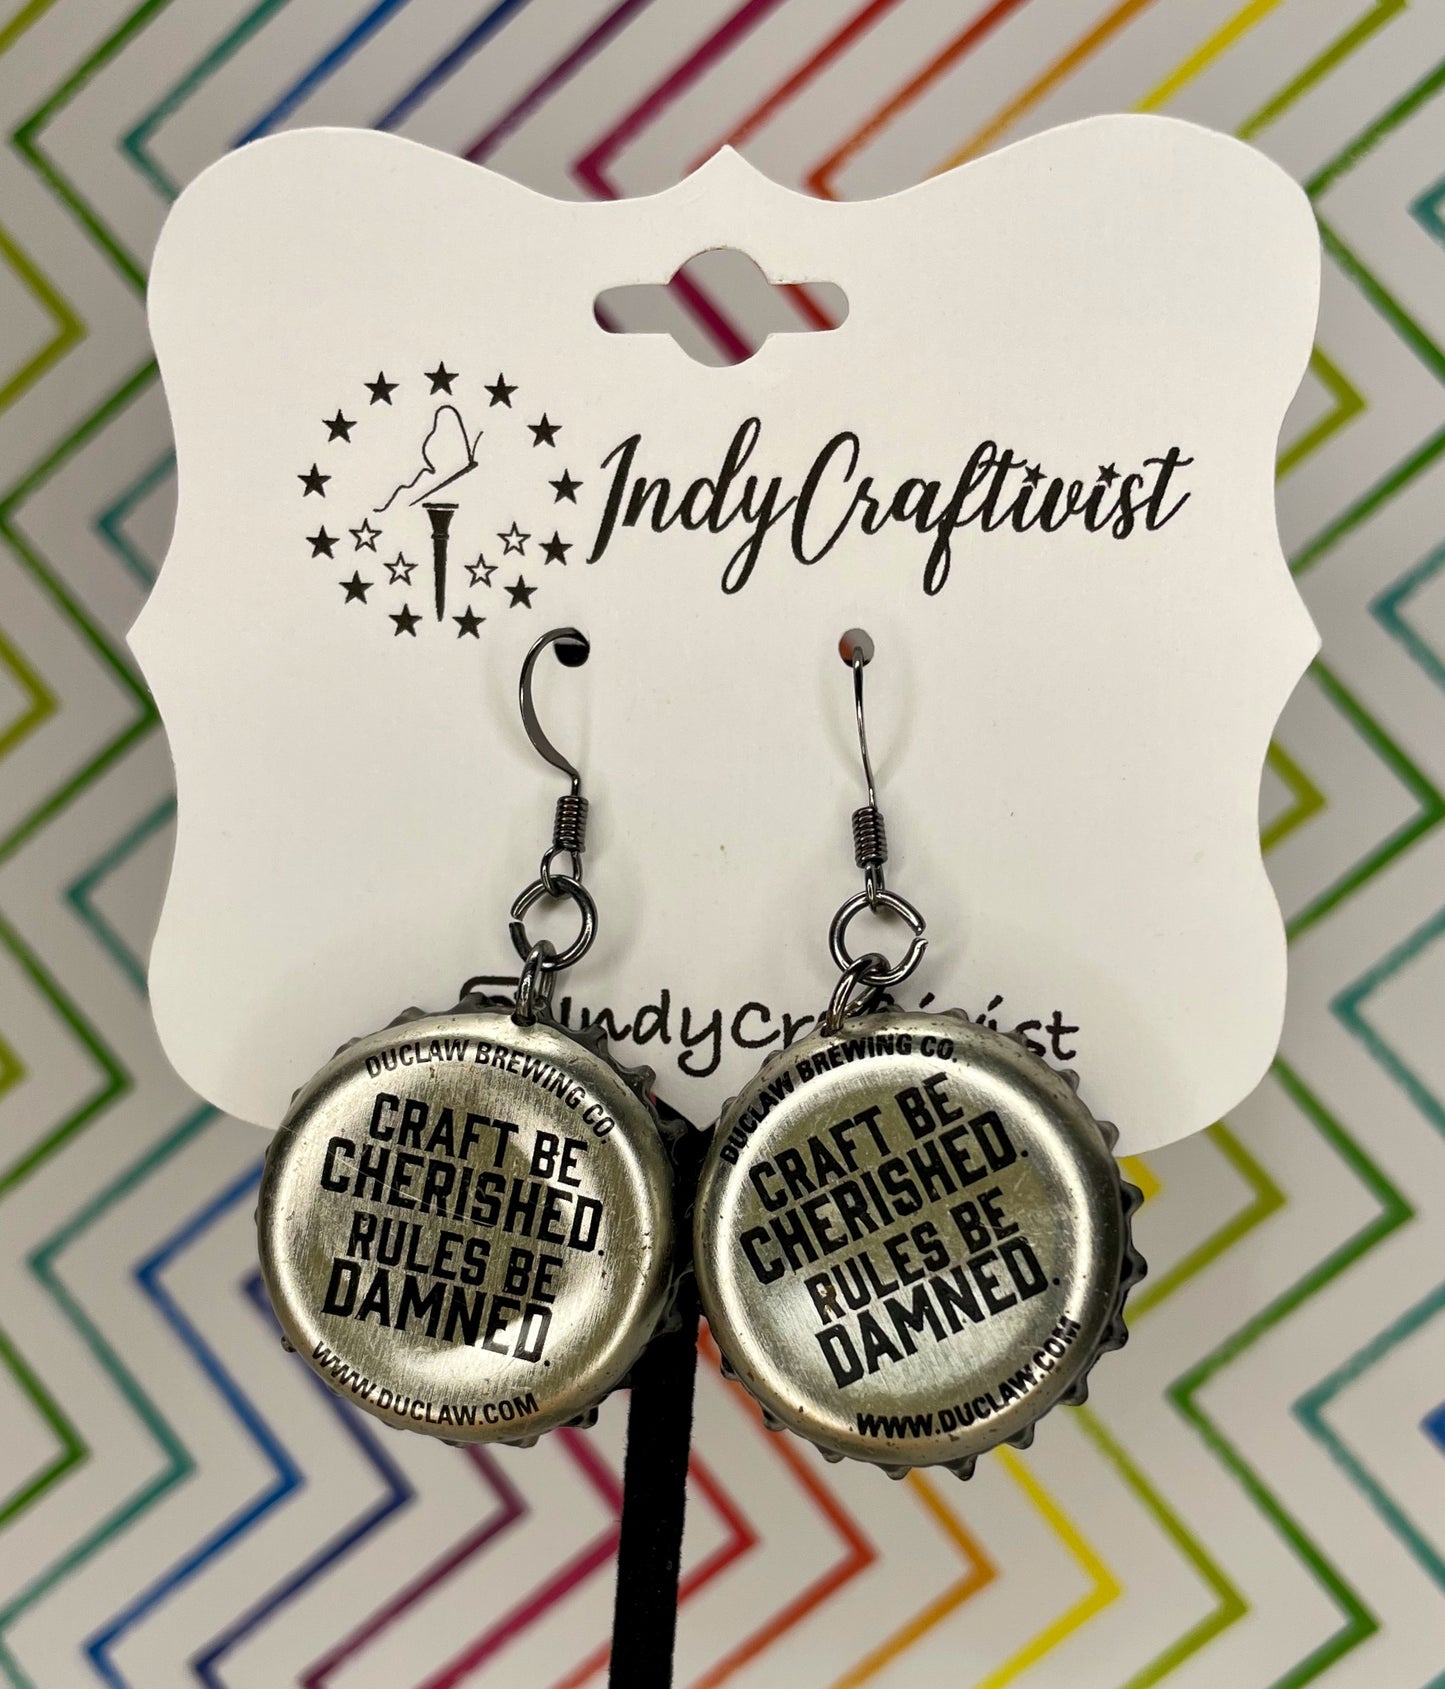 IndyCraftivist
DUCLAW BREWING CO.
CRAFT BE
CHERISHED.
RULES BE
DAMNED.
WWW.DUCLAW.COM
DUCLAW BREWING CO.
CRAFT BE
CHERISHED.
RULES BE
DAMNED.
WWW.DUCLAW.COM